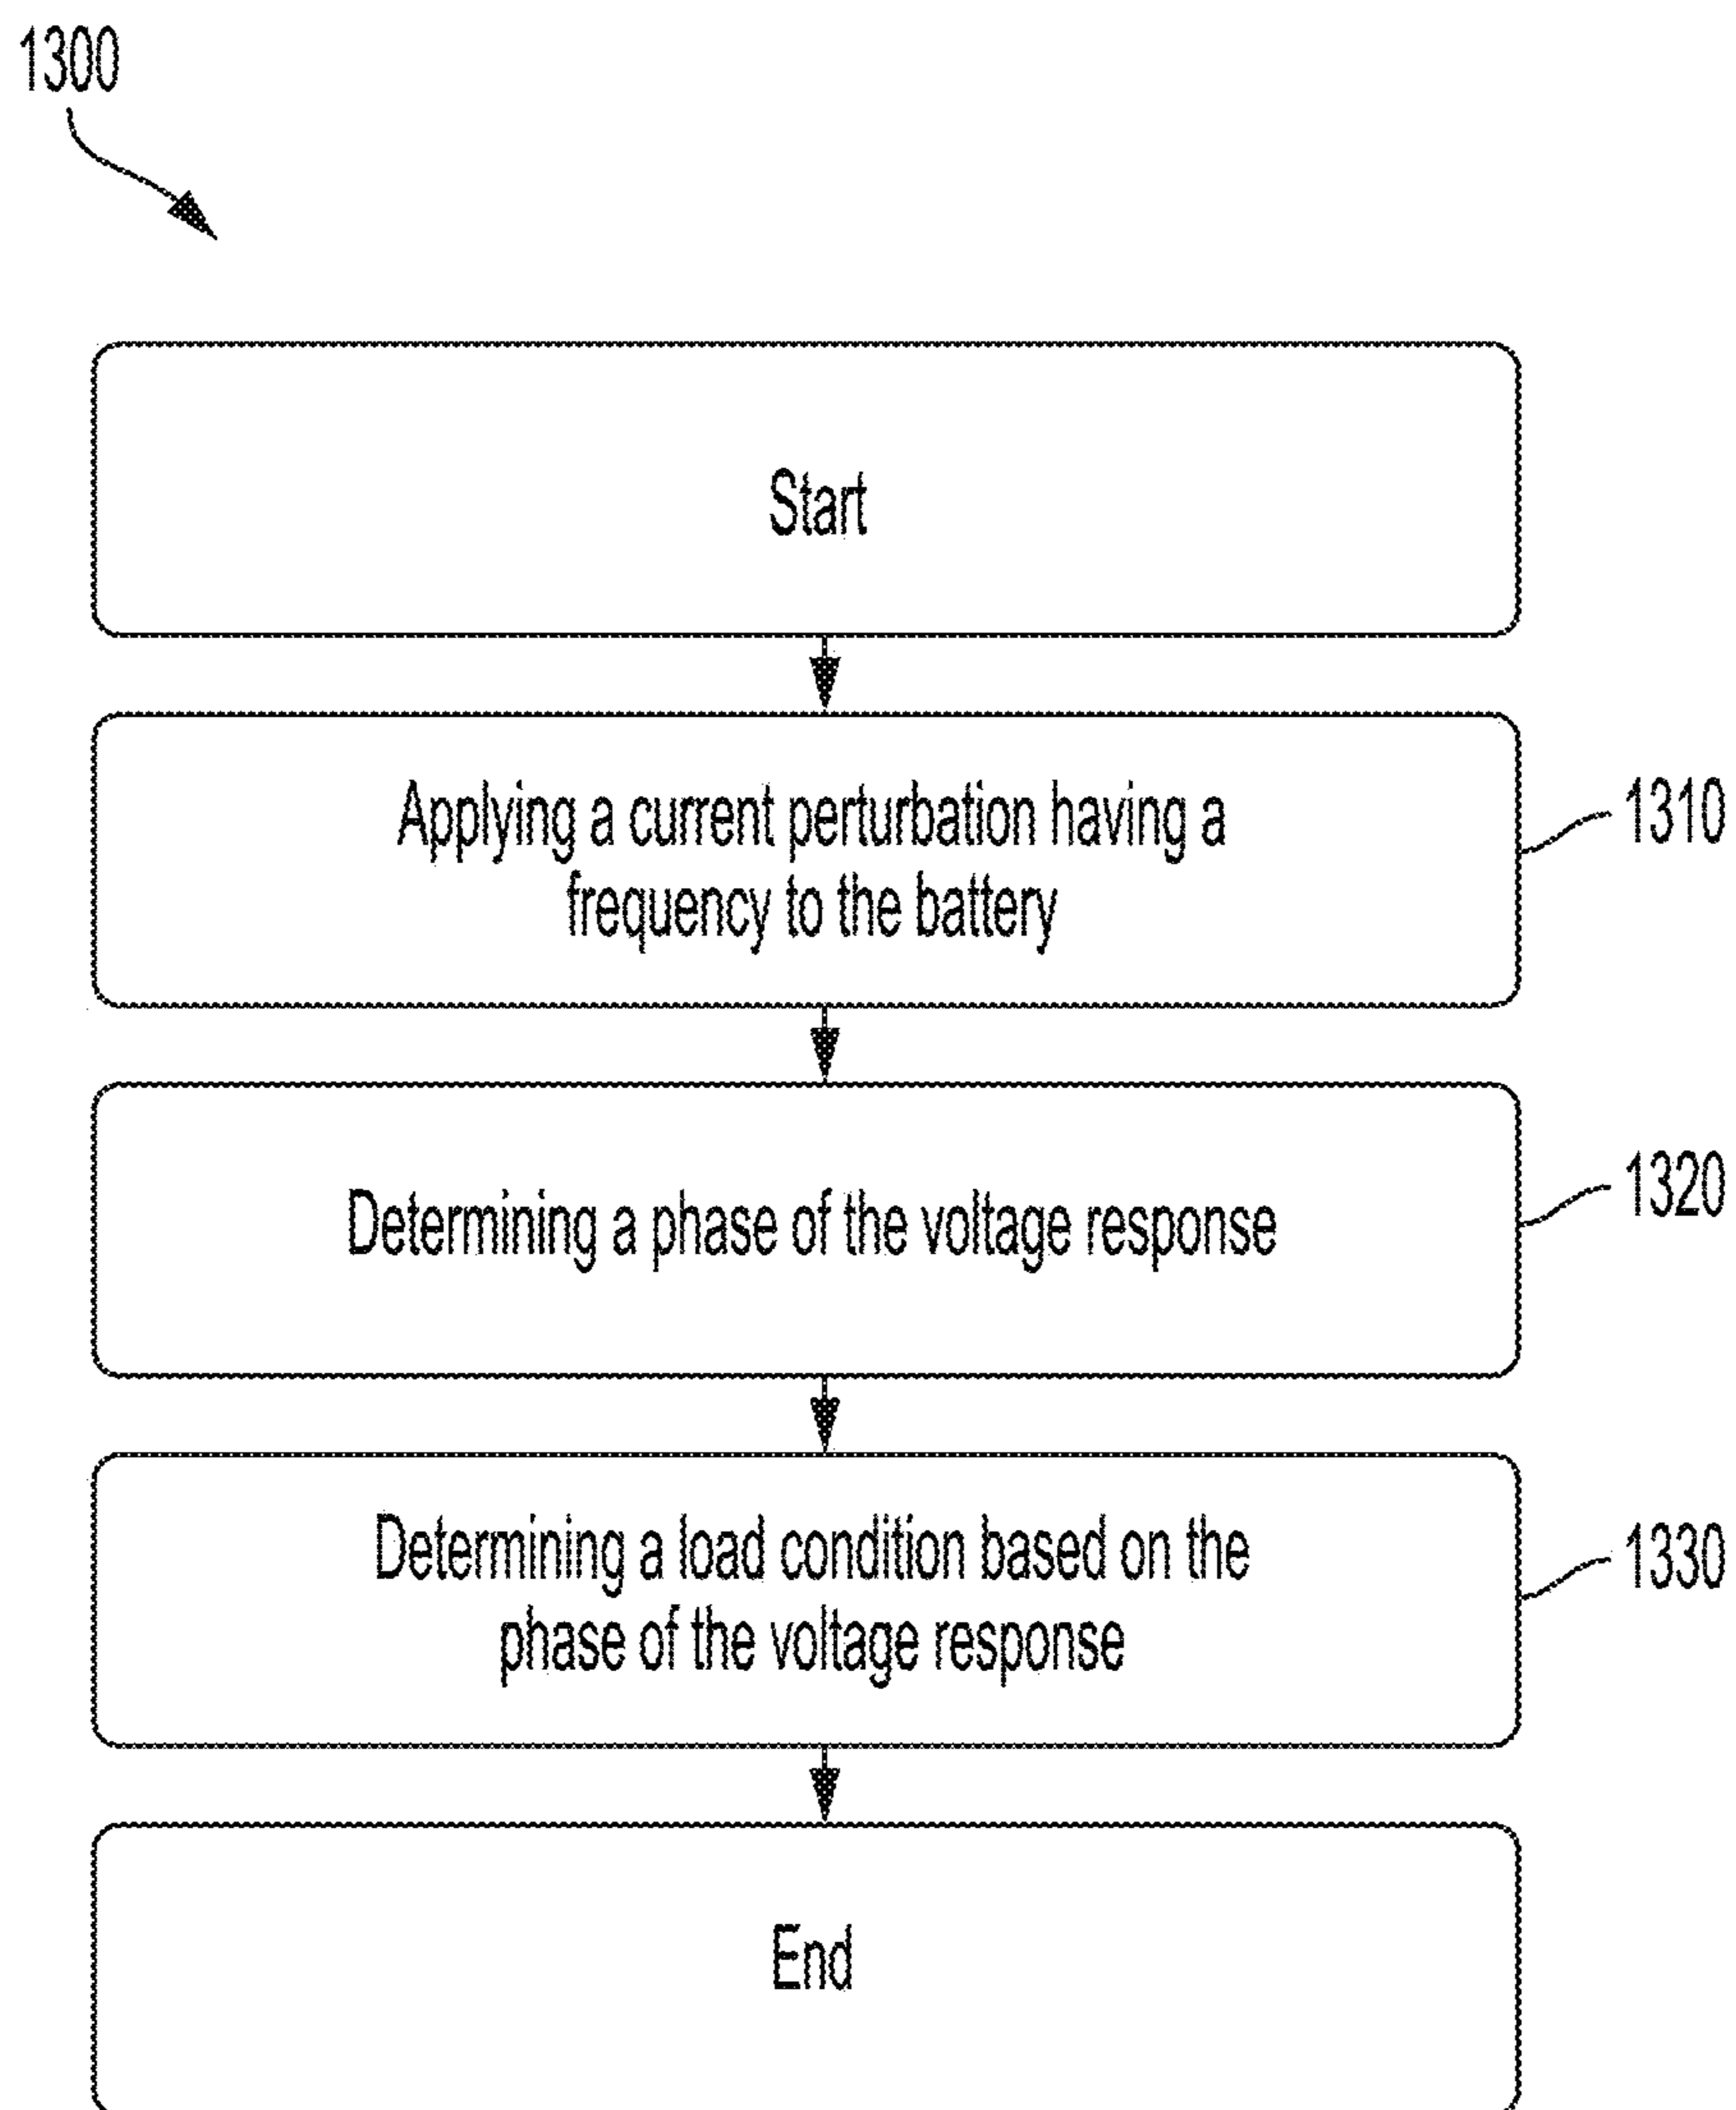 1300
Start
Applying a current perturbation having a
frequency to the battery
1310
Determining a phase of the voltage response
1320
Determining a load condition based on the
phase of the voltage response
1330
End